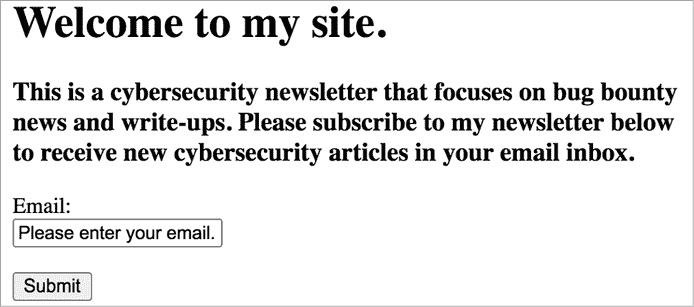 Welcome to my site.
This is a cybersecurity newsletter that focuses on bug bounty
news and write-ups. Please subscribe to my newsletter below
to receive new cybersecurity articles in your email inbox.
Email:
Please enter your email.
Submit